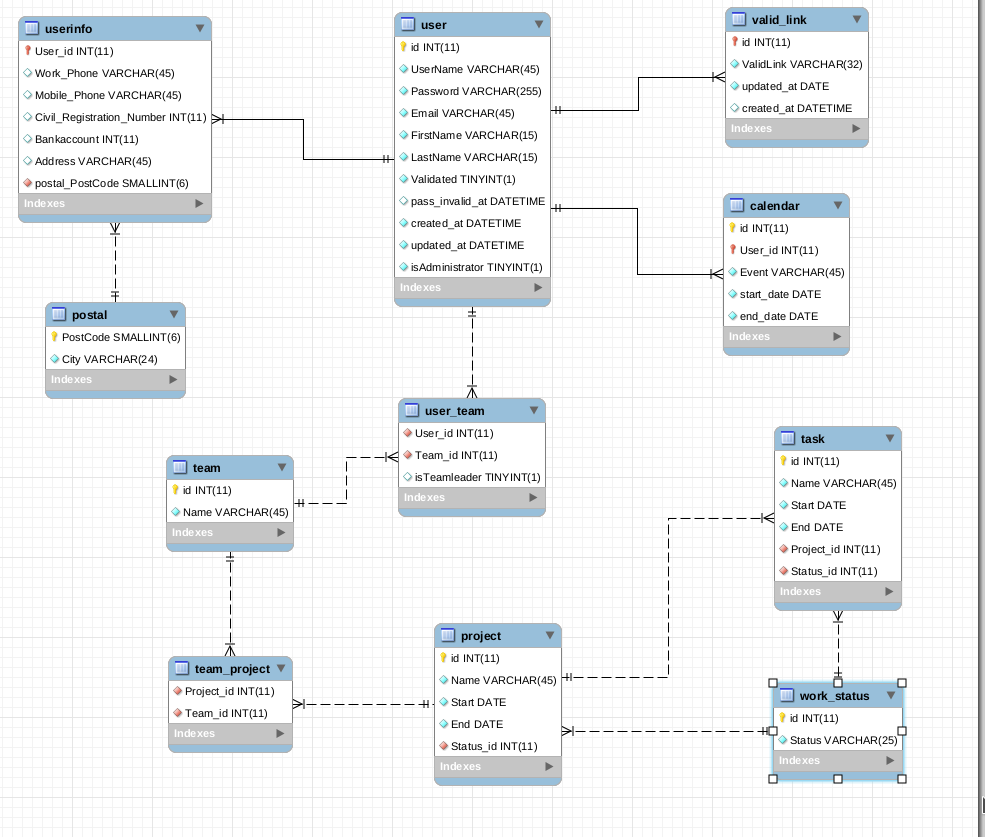 userinfo
User_id INT(11)
Work_Phone VARCHAR(45)
Mobile_Phone VARCHAR(45)
Civil_Registration_Number INT(11)
Bankaccount INT(11)
Address VARCHAR(45)
postal_PostCode SMALLINT(6)
Indexes
user
id INT(11)
UserName VARCHAR(45)
Password VARCHAR(255)
Email VARCHAR(45)
FirstName VARCHAR(15)
LastName VARCHAR(15)
Validated TINYINT(1)
pass_invalid_at DATETIME
created_at DATETIME
updated_at DATETIME
isAdministrator TINYINT(1)
Indexes
valid_link
id INT(11)
ValidLink VARCHAR(32)
updated_at DATE
created_at DATETIME
Indexes
calendar
id INT(11)
User_id INT(11)
Event VARCHAR(45)
start_date DATE
end_date DATE
Indexes
postal
PostCode SMALLINT(6)
City VARCHAR(24)
Indexes
user_team
User_id INT(11)
Team_id INT(11)
isTeamleader TINYINT(1)
Indexes
team
id INT(11)
Name VARCHAR(45)
Indexes
task
id INT(11)
Name VARCHAR(45)
Start DATE
End DATE
Project_id INT(11)
Status_id INT(11)
Indexes
team_project
Project_id INT(11)
Team_id INT(11)
Indexes
project
id INT(11)
Name VARCHAR(45)
Start DATE
End DATE
Status_id INT(11)
Indexes
work_status
id INT(11)
Status VARCHAR(25)
Indexes